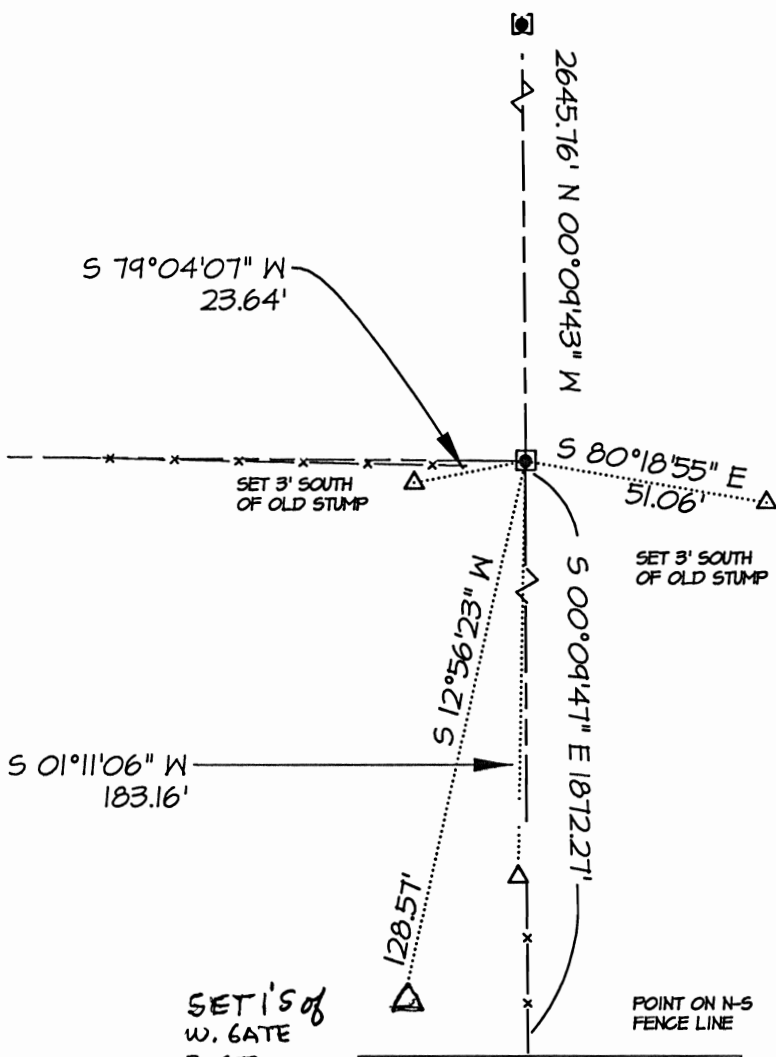 2645.76' N 00°09'43" W
S 79°04'07" W
23.64'
S 80°18'55" E
51.06'
SET 3' SOUTH
OF OLD STUMP
SET 3' SOUTH
OF OLD STUMP
S 12°56'23" W
128.57'
S 00°09'47" E 1872.27'
S 01°11'06" W
183.16'
SET 1'S of
W. GATE
POINT ON N-S
FENCE LINE